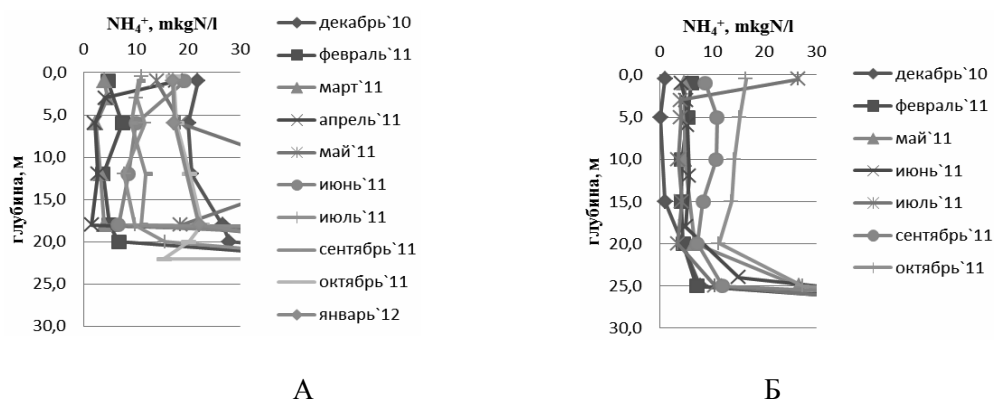 NH₄⁺, mkgN/l
0 10 20 30
0,0
5,0
10,0
15,0
20,0
25,0
30,0
глубина, м
декабрь`10
февраль`11
март`11
апрель`11
май`11
июнь`11
июль`11
сентябрь`11
октябрь`11
январь`12
А
NH₄⁺, mkgN/l
0 10 20 30
0,0
5,0
10,0
15,0
20,0
25,0
30,0
глубина, м
декабрь`10
февраль`11
май`11
июнь`11
июль`11
сентябрь`11
октябрь`11
Б